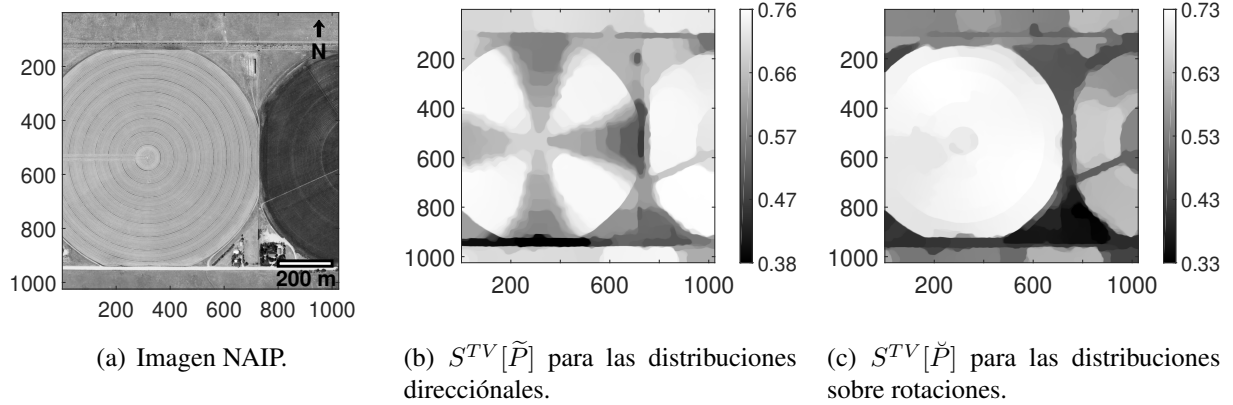 N
200 m
200
400
600
800
1000
200 400 600 800 1000
200
400
600
800
1000
200 600 1000
0.76
0.66
0.57
0.47
0.38
200
400
600
800
1000
200 600 1000
0.73
0.63
0.53
0.43
0.33
(a) Imagen NAIP.
(b) $S^{TV}[\widetilde{P}]$ para las distribuciones
direcciónales.
(c) $S^{TV}[\breve{P}]$ para las distribuciones
sobre rotaciones.